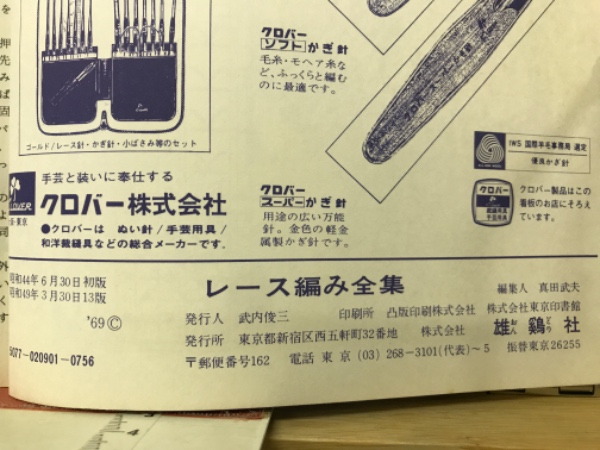 クロバー
ソフト かぎ針
毛糸・モヘア糸な
ど、ふっくらと編む
のに最適です。
クロバースーパー
ゴールド/レース針・かぎ針・小ばさみ等のセット
手芸と装いに奉仕する
クロバー株式会社
●クロバーは ぬい針/手芸用具/
和洋裁縫具などの総合メーカーです。
クロバー
スーパー かぎ針
用途の広い万能
針。金色の軽金
属製かぎ針です。
IWS 国際羊毛事務局 選定
優良かぎ針
クロバー
クロバー製品はこの
看板のお店にそろえ
ています。
昭和44年6月30日初版
昭和49年3月30日13版
'69©
5077-020901-0756
レース編み全集
編集人 真田武夫
発行人 武内俊三 印刷所 凸版印刷株式会社 株式会社東京印書館
発行所 東京都新宿区西五軒町32番地 株式会社 雄鷄社
おん どり
〒郵便番号162 電話 東京(03) 268-3101(代表)~5 振替東京26255